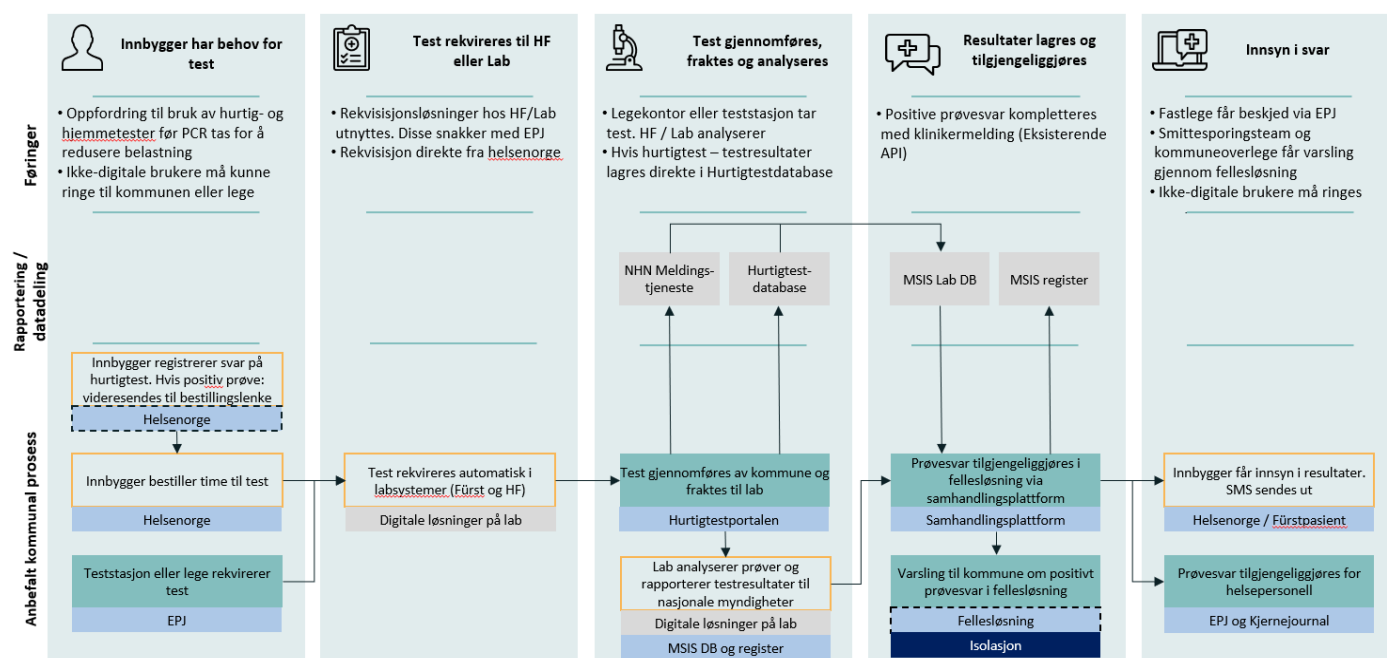 Innbygger har behov for
test
Test rekvireres til HF
eller Lab
Test gjennomføres,
fraktes og analyseres
Resultater lagres og
tilgjengeliggjøres
Innsyn i svar
Føringer
• Oppfordring til bruk av hurtig- og
hjemmetester før PCR tas for å
redusere belastning
• Ikke-digitale brukere må kunne
ringe til kommunen eller lege
• Rekvisisjonsløsninger hos HF/Lab
utnyttes. Disse snakker med EPJ
• Rekvisisjon direkte fra helsenorge
• Legekontor eller teststasjon tar
test. HF / Lab analyserer
• Hvis hurtigtest – testresultater
lagres direkte i Hurtigtestdatabase
• Positive prøvesvar kompletteres
med klinikermelding (Eksisterende
API)
• Fastlege får beskjed via EPJ
• Smittesporingsteam og
kommuneoverlege får varsling
gjennom fellesløsning
• Ikke-digitale brukere må ringes
Rapportering /
datadeling
NHN Meldings-
tjeneste
Hurtigtest-
database
MSIS Lab DB
MSIS register
Anbefalt kommunal prosess
Innbygger registrerer svar på
hurtigtest. Hvis positiv prøve:
videresendes til bestillingslenke
Helsenorge
Innbygger bestiller time til test
Helsenorge
Teststasjon eller lege rekvirerer
test
EPJ
Test rekvireres automatisk i
labsystemer (Fürst og HF)
Digitale løsninger på lab
Test gjennomføres av kommune og
fraktes til lab
Hurtigtestportalen
Lab analyserer prøver og
rapporterer testresultater til
nasjonale myndigheter
Digitale løsninger på lab
MSIS DB og register
Prøvesvar tilgjengeliggjøres i
fellesløsning via
samhandlingsplattform
Samhandlingsplattform
Varsling til kommune om positivt
prøvesvar i fellesløsning
Fellesløsning
Isolasjon
Innbygger får innsyn i resultater.
SMS sendes ut
Helsenorge / Fürstpasient
Prøvesvar tilgjengeliggjøres for
helsepersonell
EPJ og Kjernejournal